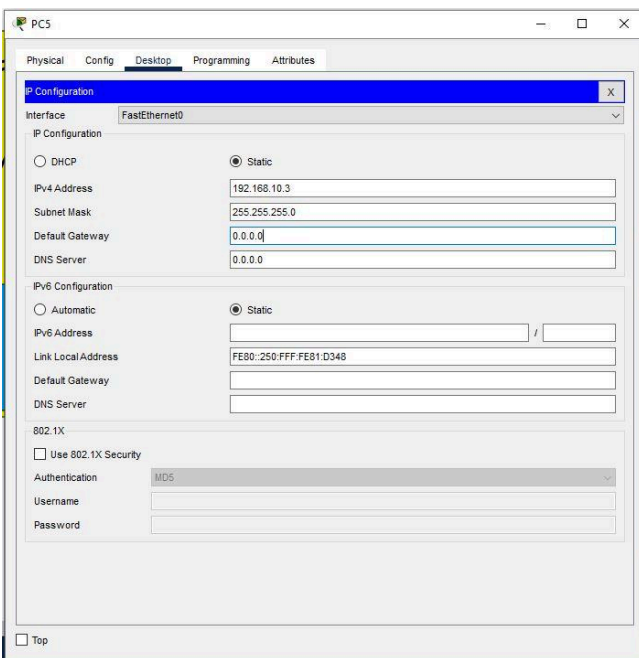 PC5
Physical Config Desktop Programming Attributes
IP Configuration X
Interface FastEthernet0
IP Configuration
DHCP Static
IPv4 Address 192.168.10.3
Subnet Mask 255.255.255.0
Default Gateway 0.0.0.0
DNS Server 0.0.0.0
IPv6 Configuration
Automatic Static
IPv6 Address /
Link Local Address FE80::250:FFF:FE81:D348
Default Gateway
DNS Server
802.1X
Use 802.1X Security
Authentication MD5
Username
Password
Top